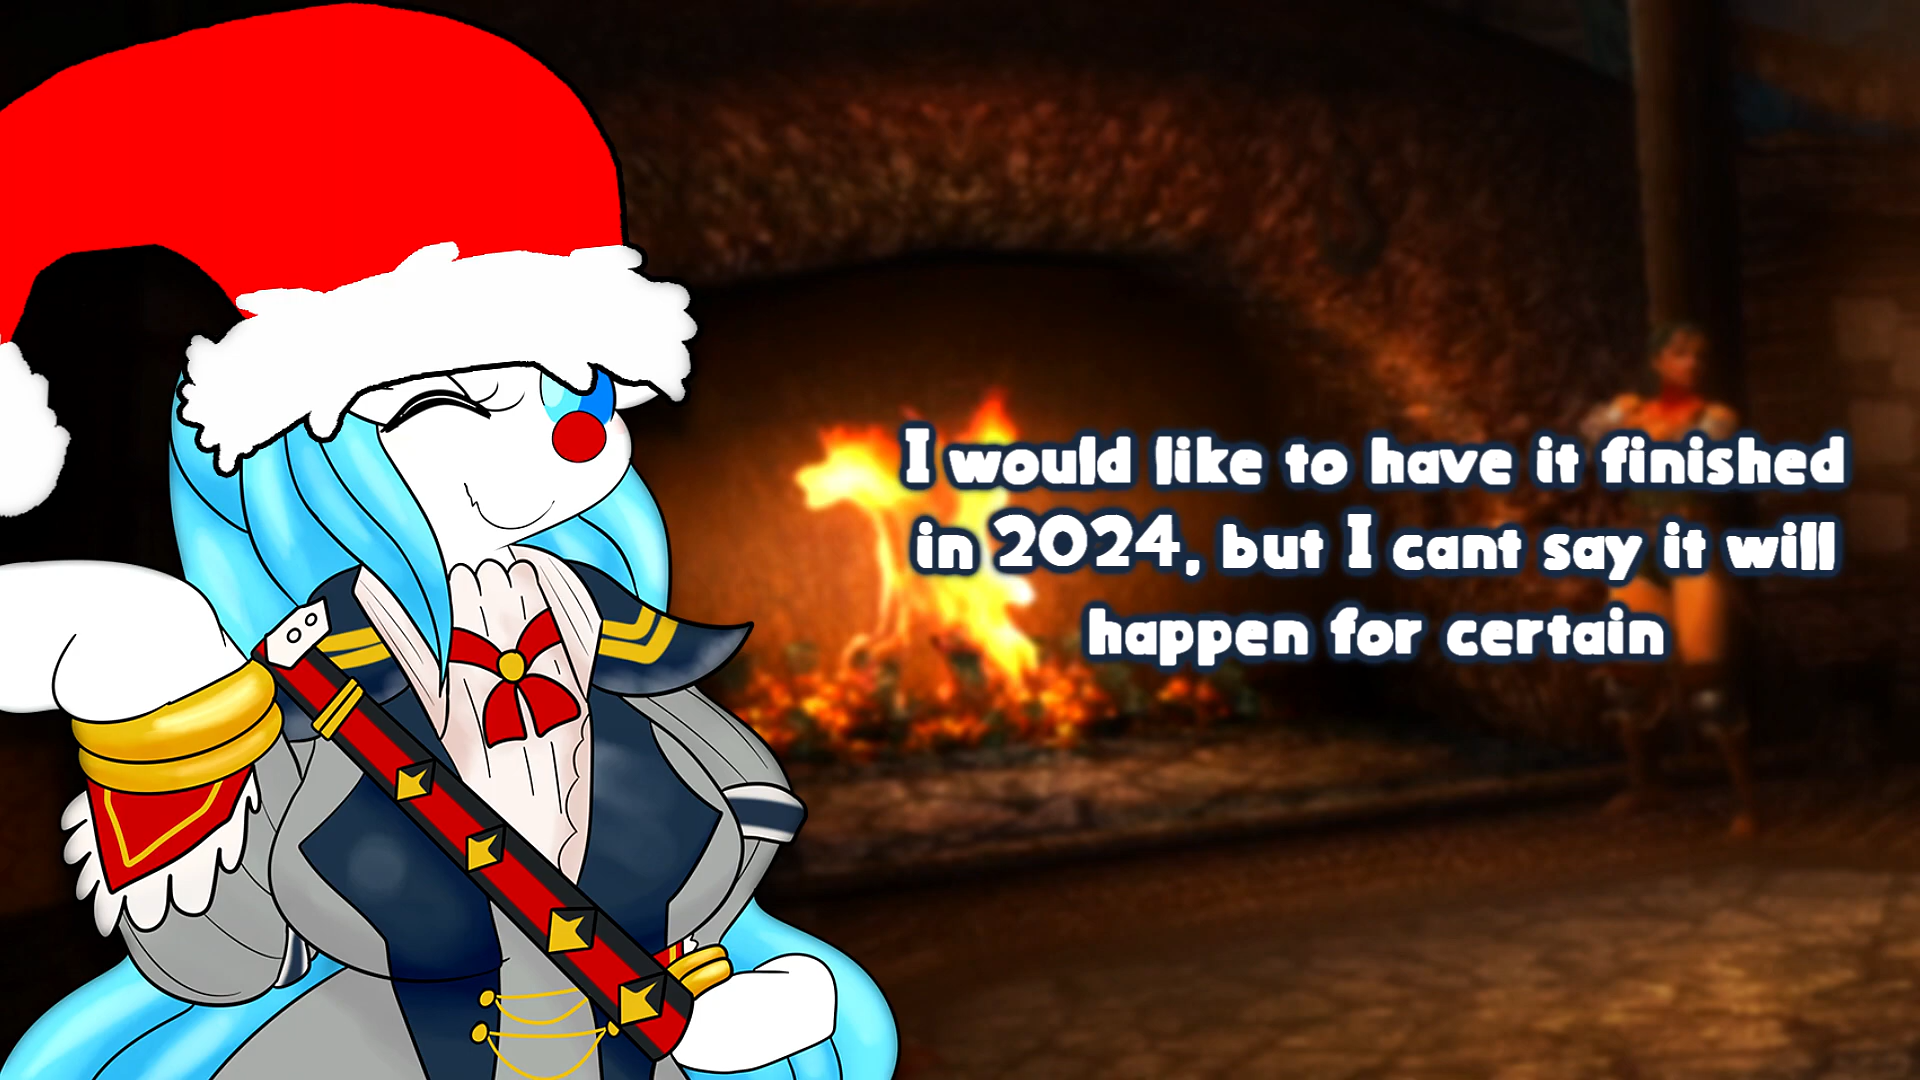 I would like to have it finished
in 2024, but I cant say it will
happen for certain